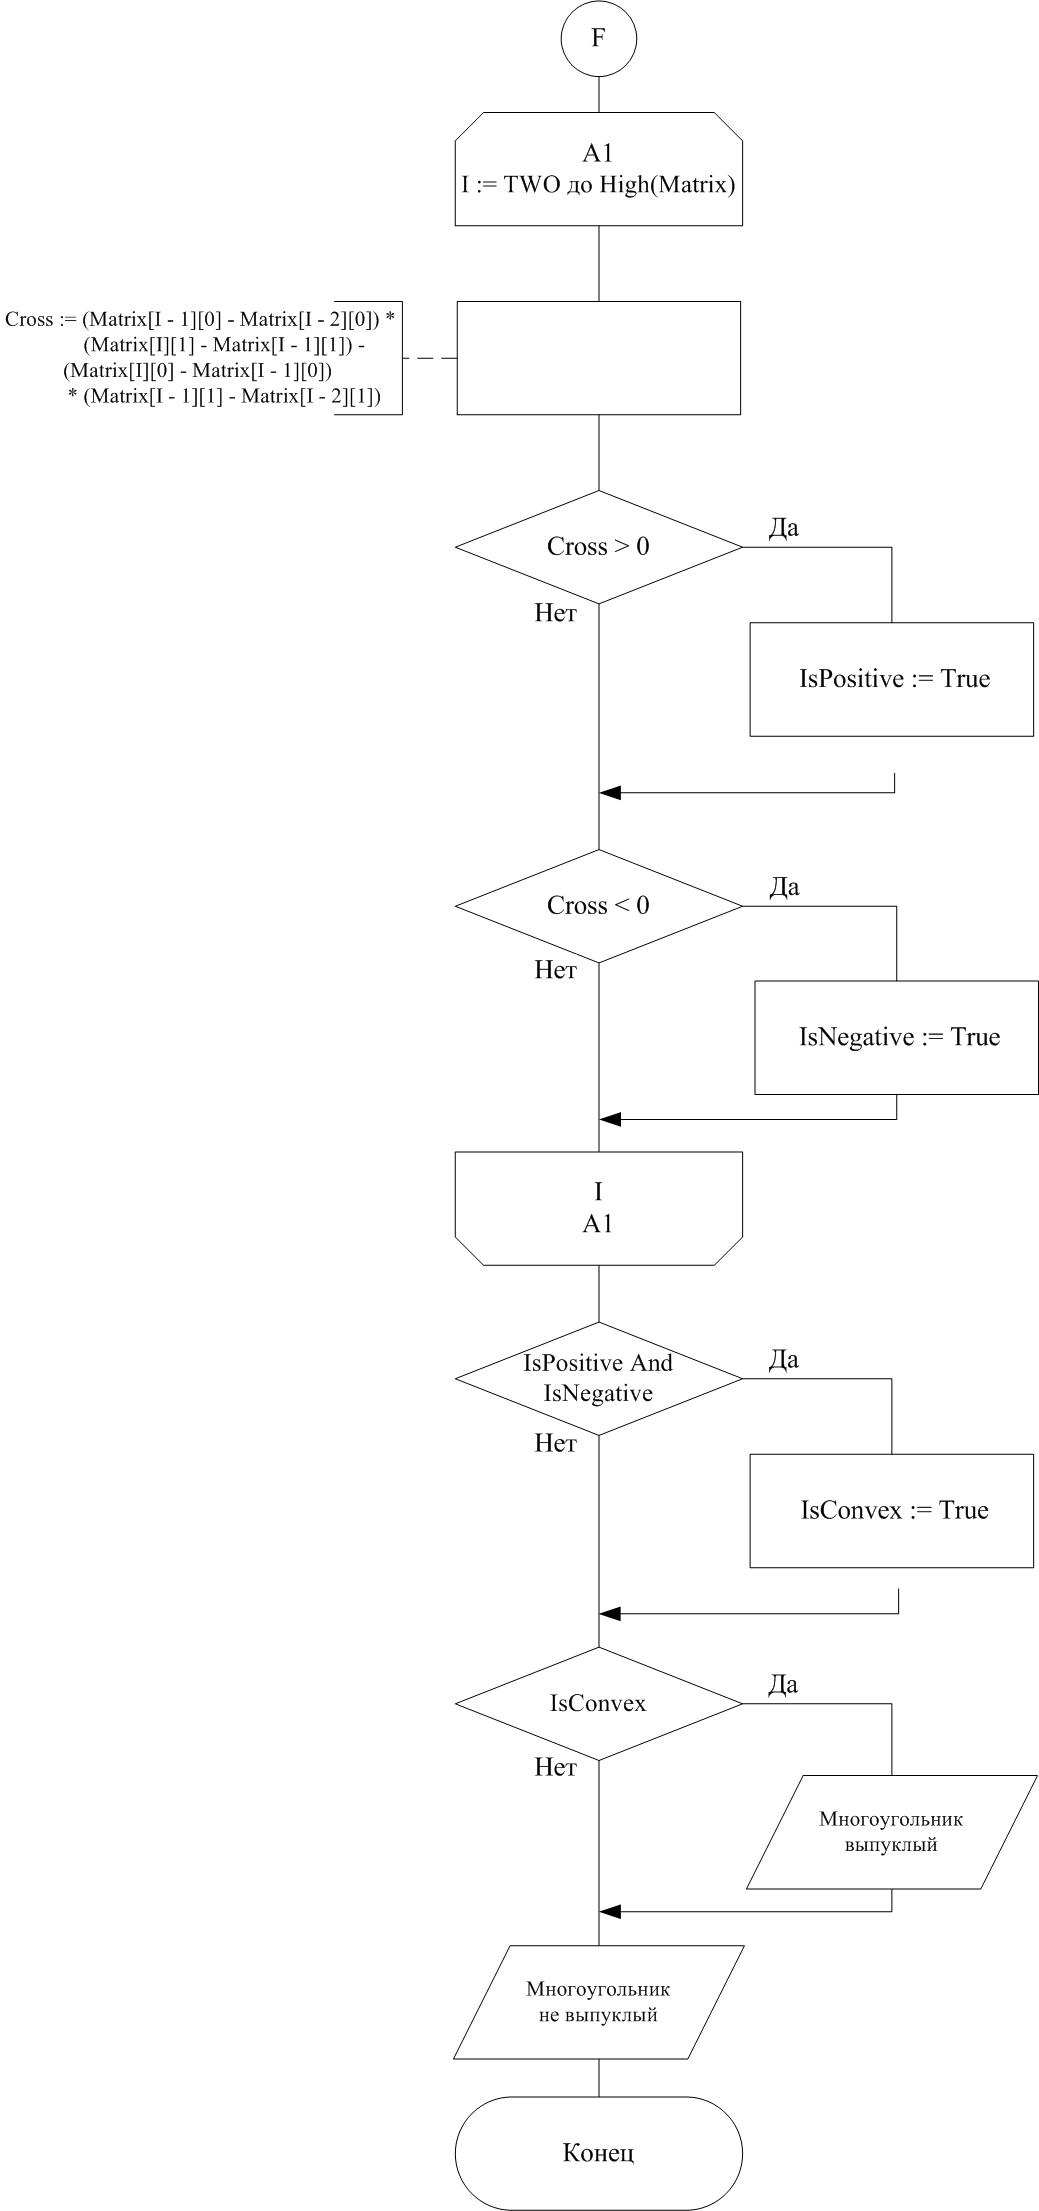 F
A1
I := TWO до High(Matrix)
Cross := (Matrix[I - 1][0] - Matrix[I - 2][0]) *
(Matrix[I][1] - Matrix[I - 1][1]) -
(Matrix[I][0] - Matrix[I - 1][0])
* (Matrix[I - 1][1] - Matrix[I - 2][1])
Cross > 0
Да
Нет
IsPositive := True
Cross < 0
Да
Нет
IsNegative := True
I
A1
IsPositive And
IsNegative
Да
Нет
IsConvex := True
IsConvex
Да
Нет
Многоугольник
выпуклый
Многоугольник
не выпуклый
Конец